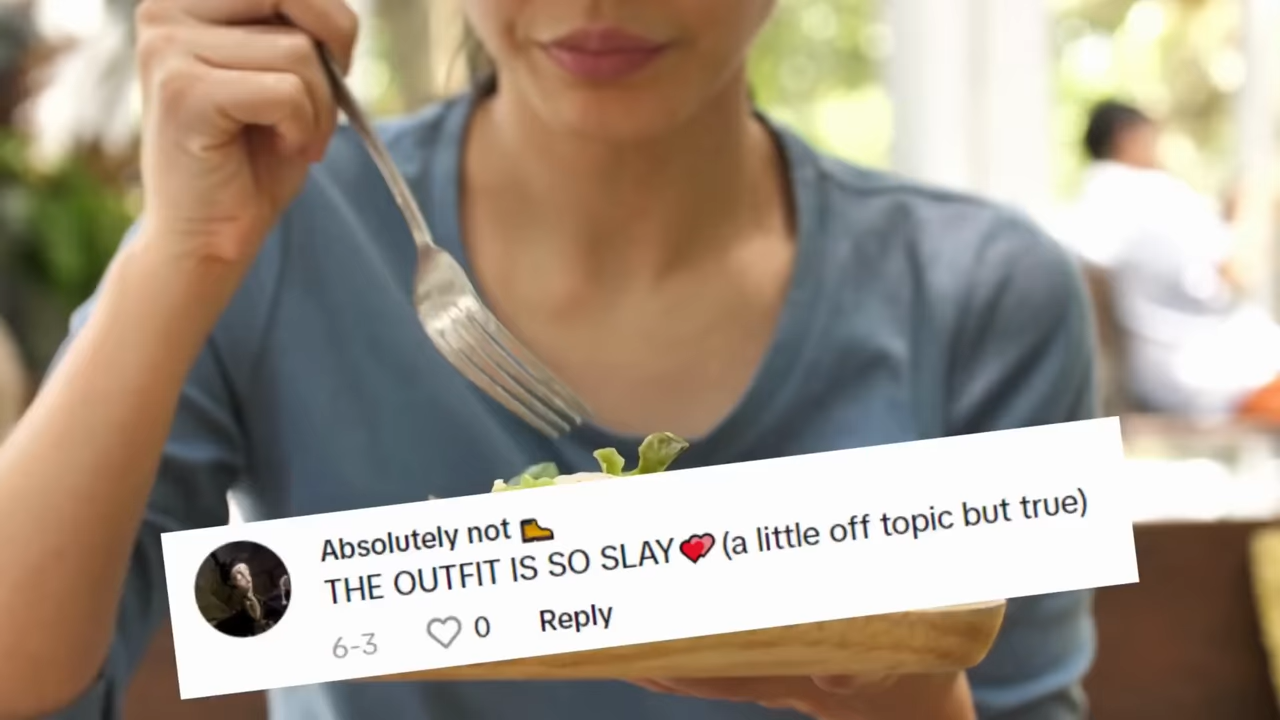 Absolutely not 🥾
THE OUTFIT IS SO SLAY💕(a little off topic but true)
6-3 0 Reply